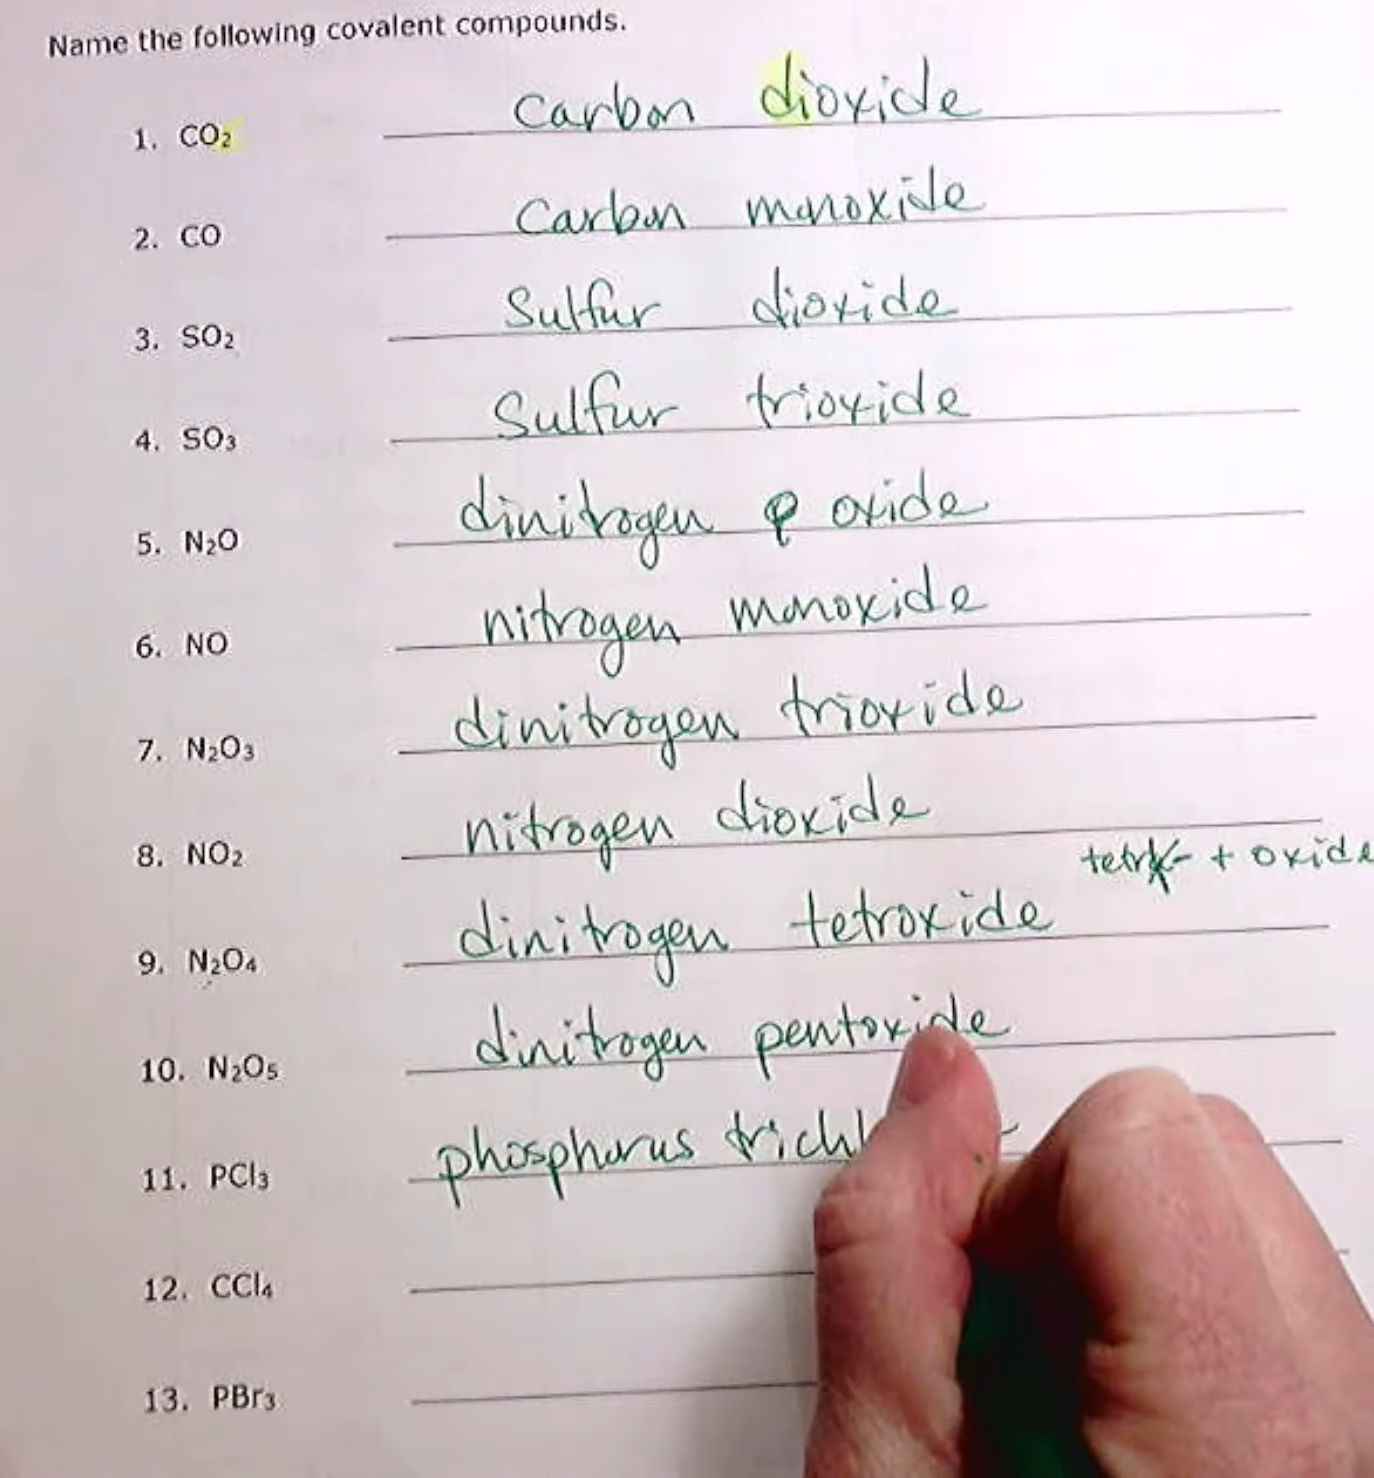 Name the following covalent compounds.
1. CO₂ Carbon dioxide
2. CO Carbon monoxide
3. SO₂ Sulfur dioxide
4. SO₃ Sulfur trioxide
5. N₂O dinitrogen oxide
6. NO nitrogen monoxide
7. N₂O₃ dinitrogen trioxide
8. NO₂ nitrogen dioxide
tetra- + oxide
9. N₂O₄ dinitrogen tetroxide
10. N₂O₅ dinitrogen pentoxide
11. PCl₃ phosphorus trichl
12. CCl₄
13. PBr₃